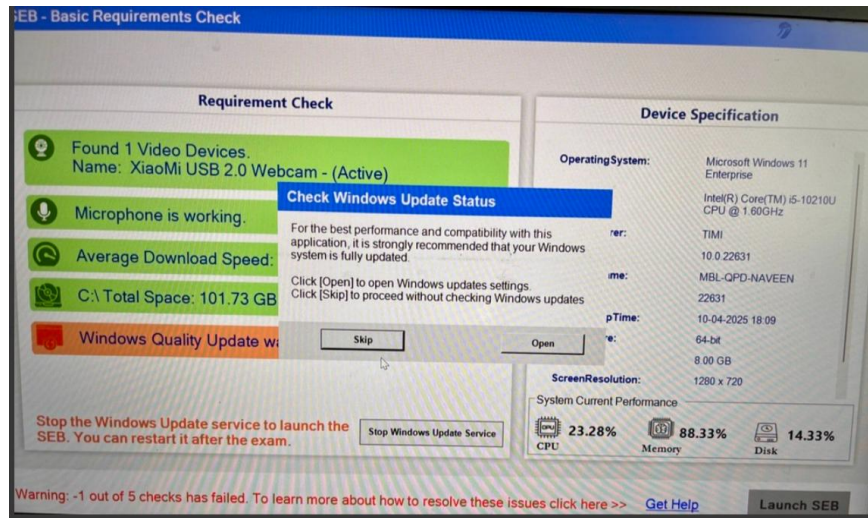 SEB - Basic Requirements Check
Requirement Check
Found 1 Video Devices.
Name: XiaoMi USB 2.0 Webcam - (Active)
Microphone is working.
Average Download Speed:
C:\ Total Space: 101.73 GB
Windows Quality Update
Check Windows Update Status
For the best performance and compatibility with this
application, it is strongly recommended that your Windows
system is fully updated.
Click [Open] to open Windows updates settings.
Click [Skip] to proceed without checking Windows updates
Skip
Open
Stop the Windows Update service to launch the
SEB. You can restart it after the exam.
Stop Windows Update Service
Device Specification
OperatingSystem:
Microsoft Windows 11
Enterprise
Intel(R) Core(TM) i5-10210U
CPU @ 1.60GHz
TIMI
10.0.22631
MBL-QPD-NAVEEN
22631
10-04-2025 18:09
64-bit
8.00 GB
ScreenResolution:
1280 x 720
System Current Performance
CPU
23.28%
Memory
88.33%
Disk
14.33%
Warning: -1 out of 5 checks has failed. To learn more about how to resolve these issues click here >> Get Help
Launch SEB